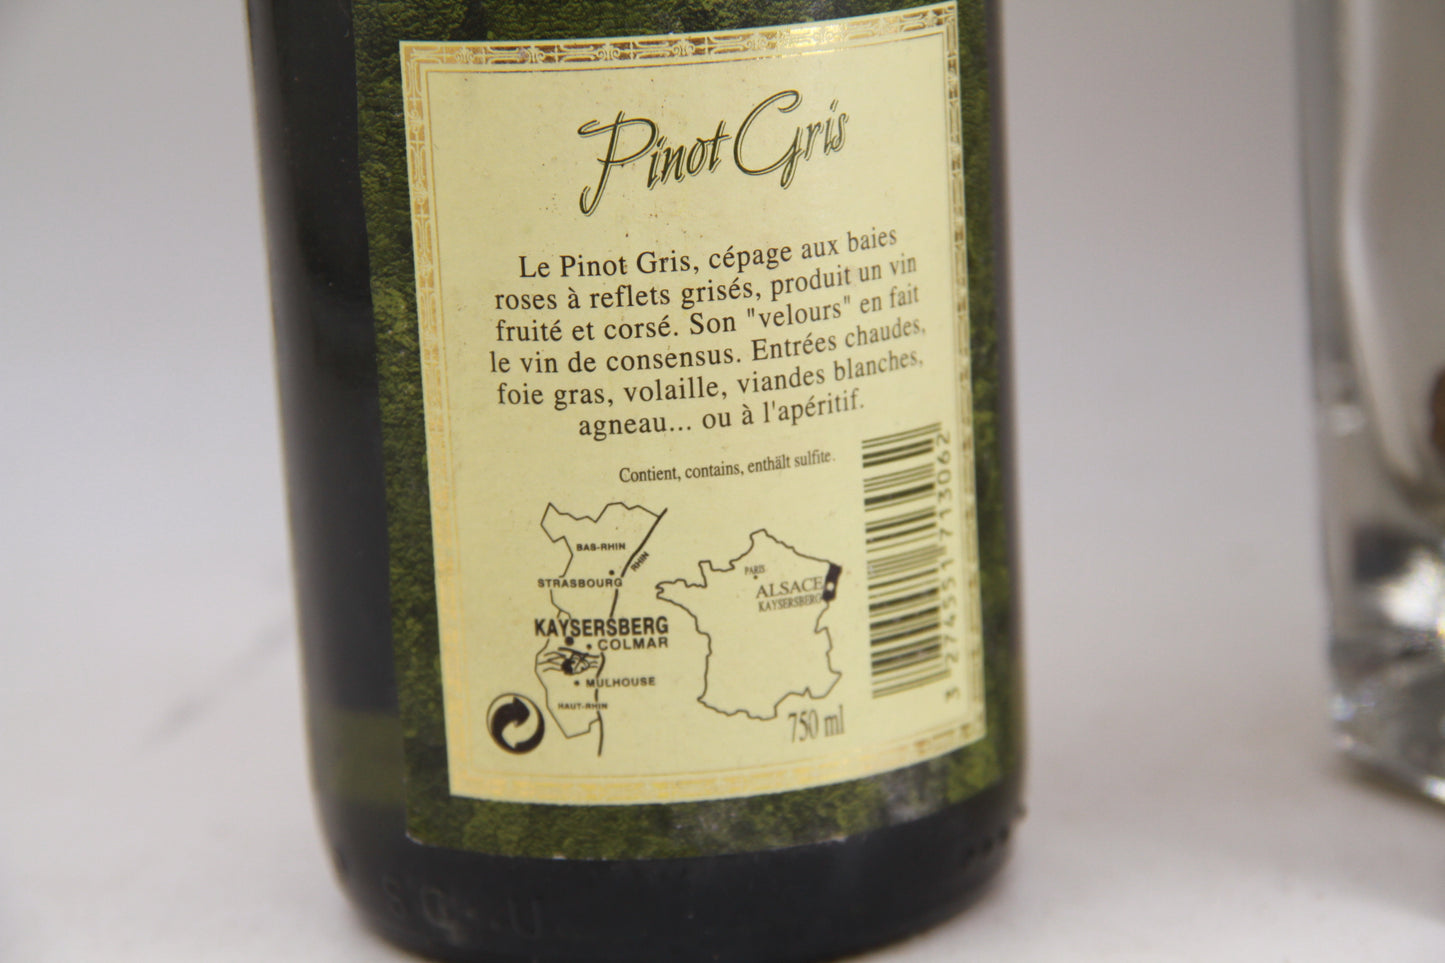 Pinot Gris
Le Pinot Gris, cépage aux baies
roses à reflets grisés, produit un vin
fruité et corsé. Son "velours" en fait
le vin de consensus. Entrées chaudes,
foie gras, volaille, viandes blanches,
agneau... ou à l'apéritif.
Contient, contains, enthält sulfite.
BAS-RHIN
RHIN
STRASBOURG
KAYSERSBERG
COLMAR
MULHOUSE
HAUT-RHIN
PARIS
ALSACE
KAYSERSBERG
750 ml
3 274551 713062